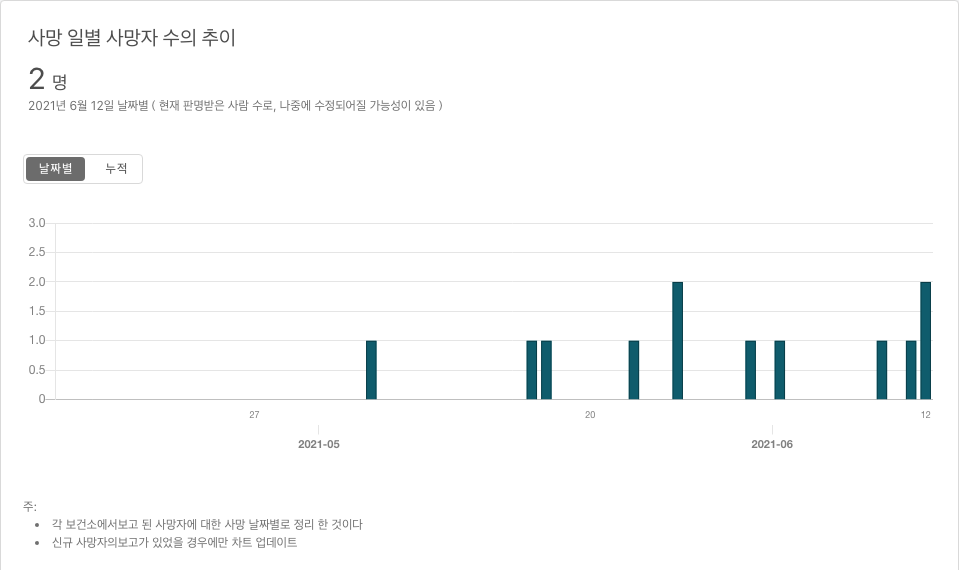 사망 일별 사망자 수의 추이
2 명
2021년 6월 12일 날짜별 ( 현재 판명받은 사람 수로, 나중에 수정되어질 가능성이 있음 )
날짜별 누적
3.0
2.5
2.0
1.5
1.0
0.5
0
27 20 12
2021-05 2021-06
주:
각 보건소에서보고 된 사망자에 대한 사망 날짜별로 정리 한 것이다
신규 사망자의보고가 있었을 경우에만 차트 업데이트